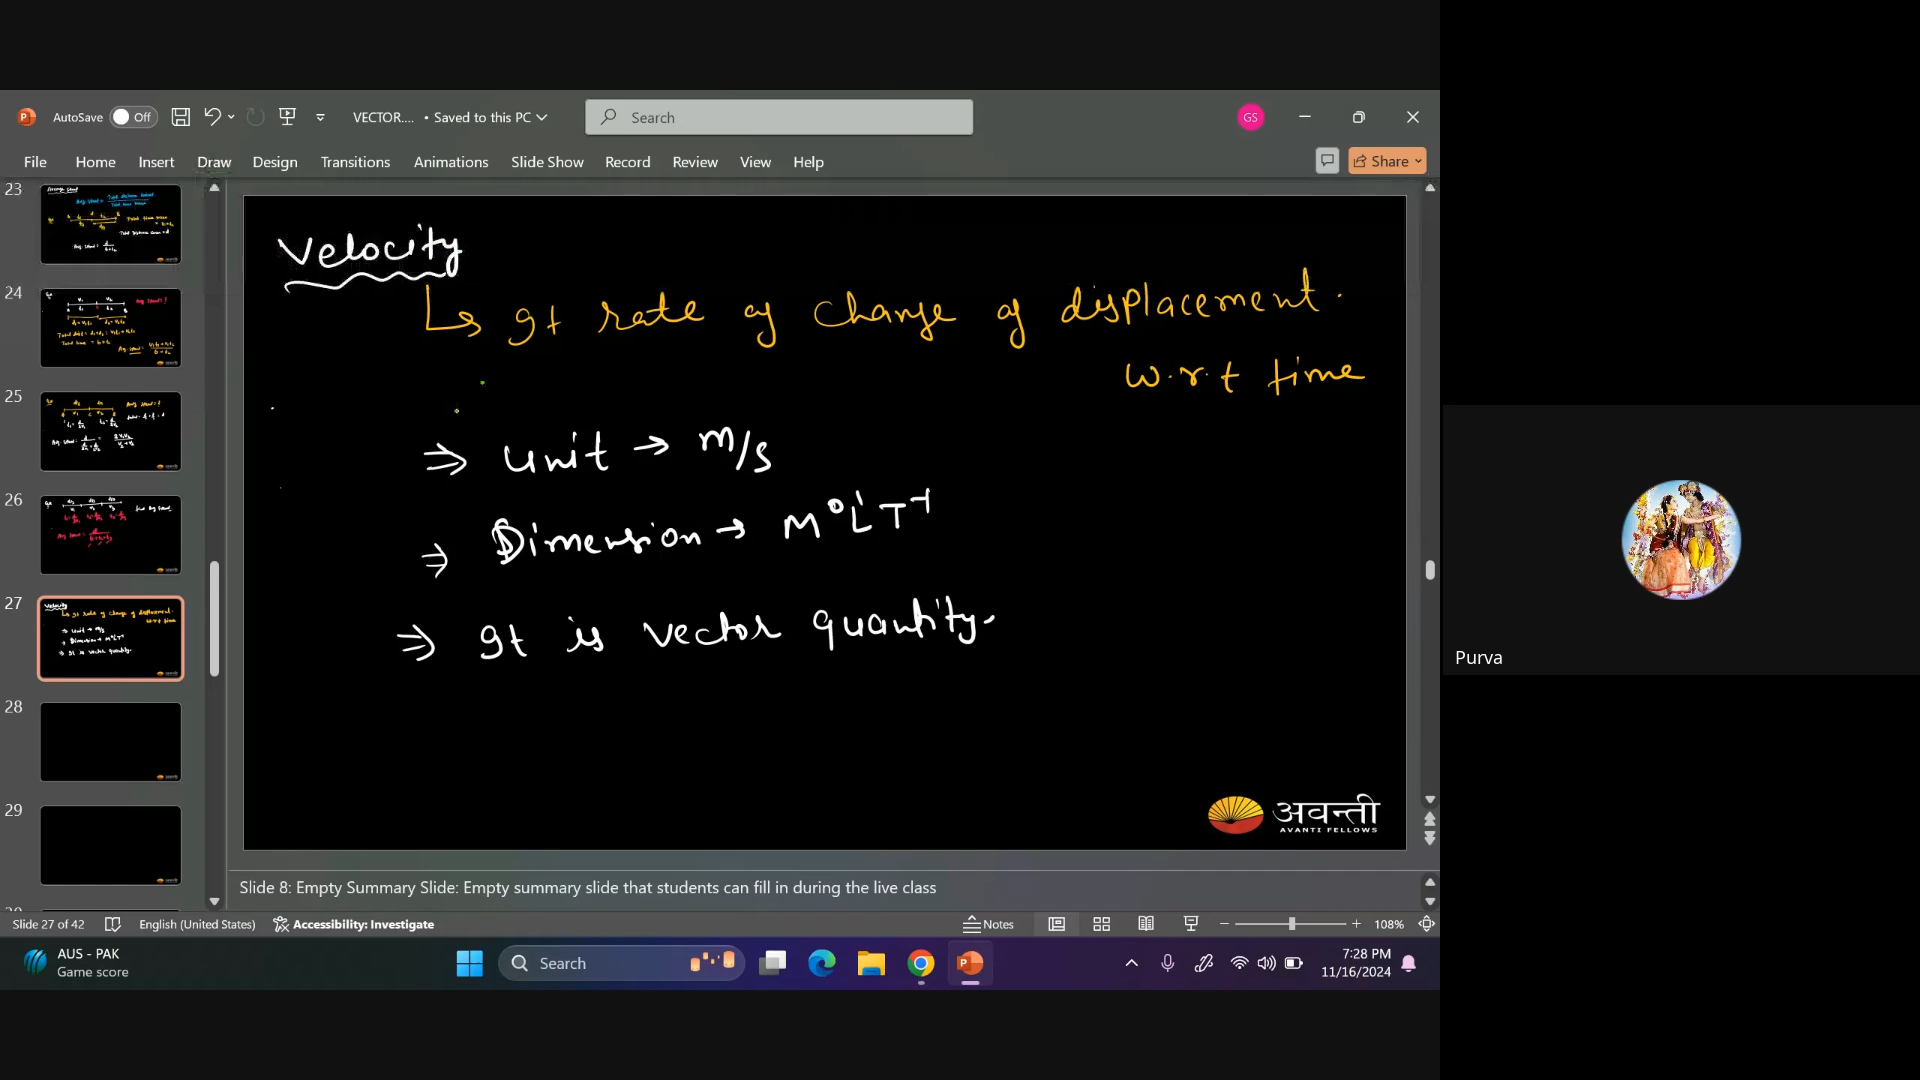 AutoSave Off VECTOR.... • Saved to this PC Search GS
File Home Insert Draw Design Transitions Animations Slide Show Record Review View Help Share
23
24
25
26
27
28
29
Velocity
It rate of change of displacement.
w.r.t time
⇒ Unit → m/s
⇒ Dimension → M⁰L¹T⁻¹
⇒ It is vector quantity.
अवन्ती
AVANTI FELLOWS
Slide 8: Empty Summary Slide: Empty summary slide that students can fill in during the live class
Slide 27 of 42 English (United States) Accessibility: Investigate Notes 108%
AUS - PAK
Game score
Search
7:28 PM
11/16/2024
Purva